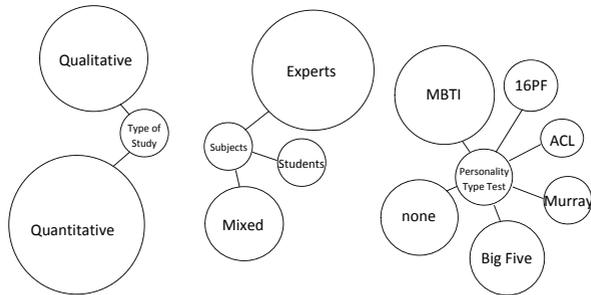 Qualitative
Type of
Study
Quantitative
Experts
Subjects
Students
Mixed
MBTI
16PF
ACL
Personality
Type Test
Murray
none
Big Five